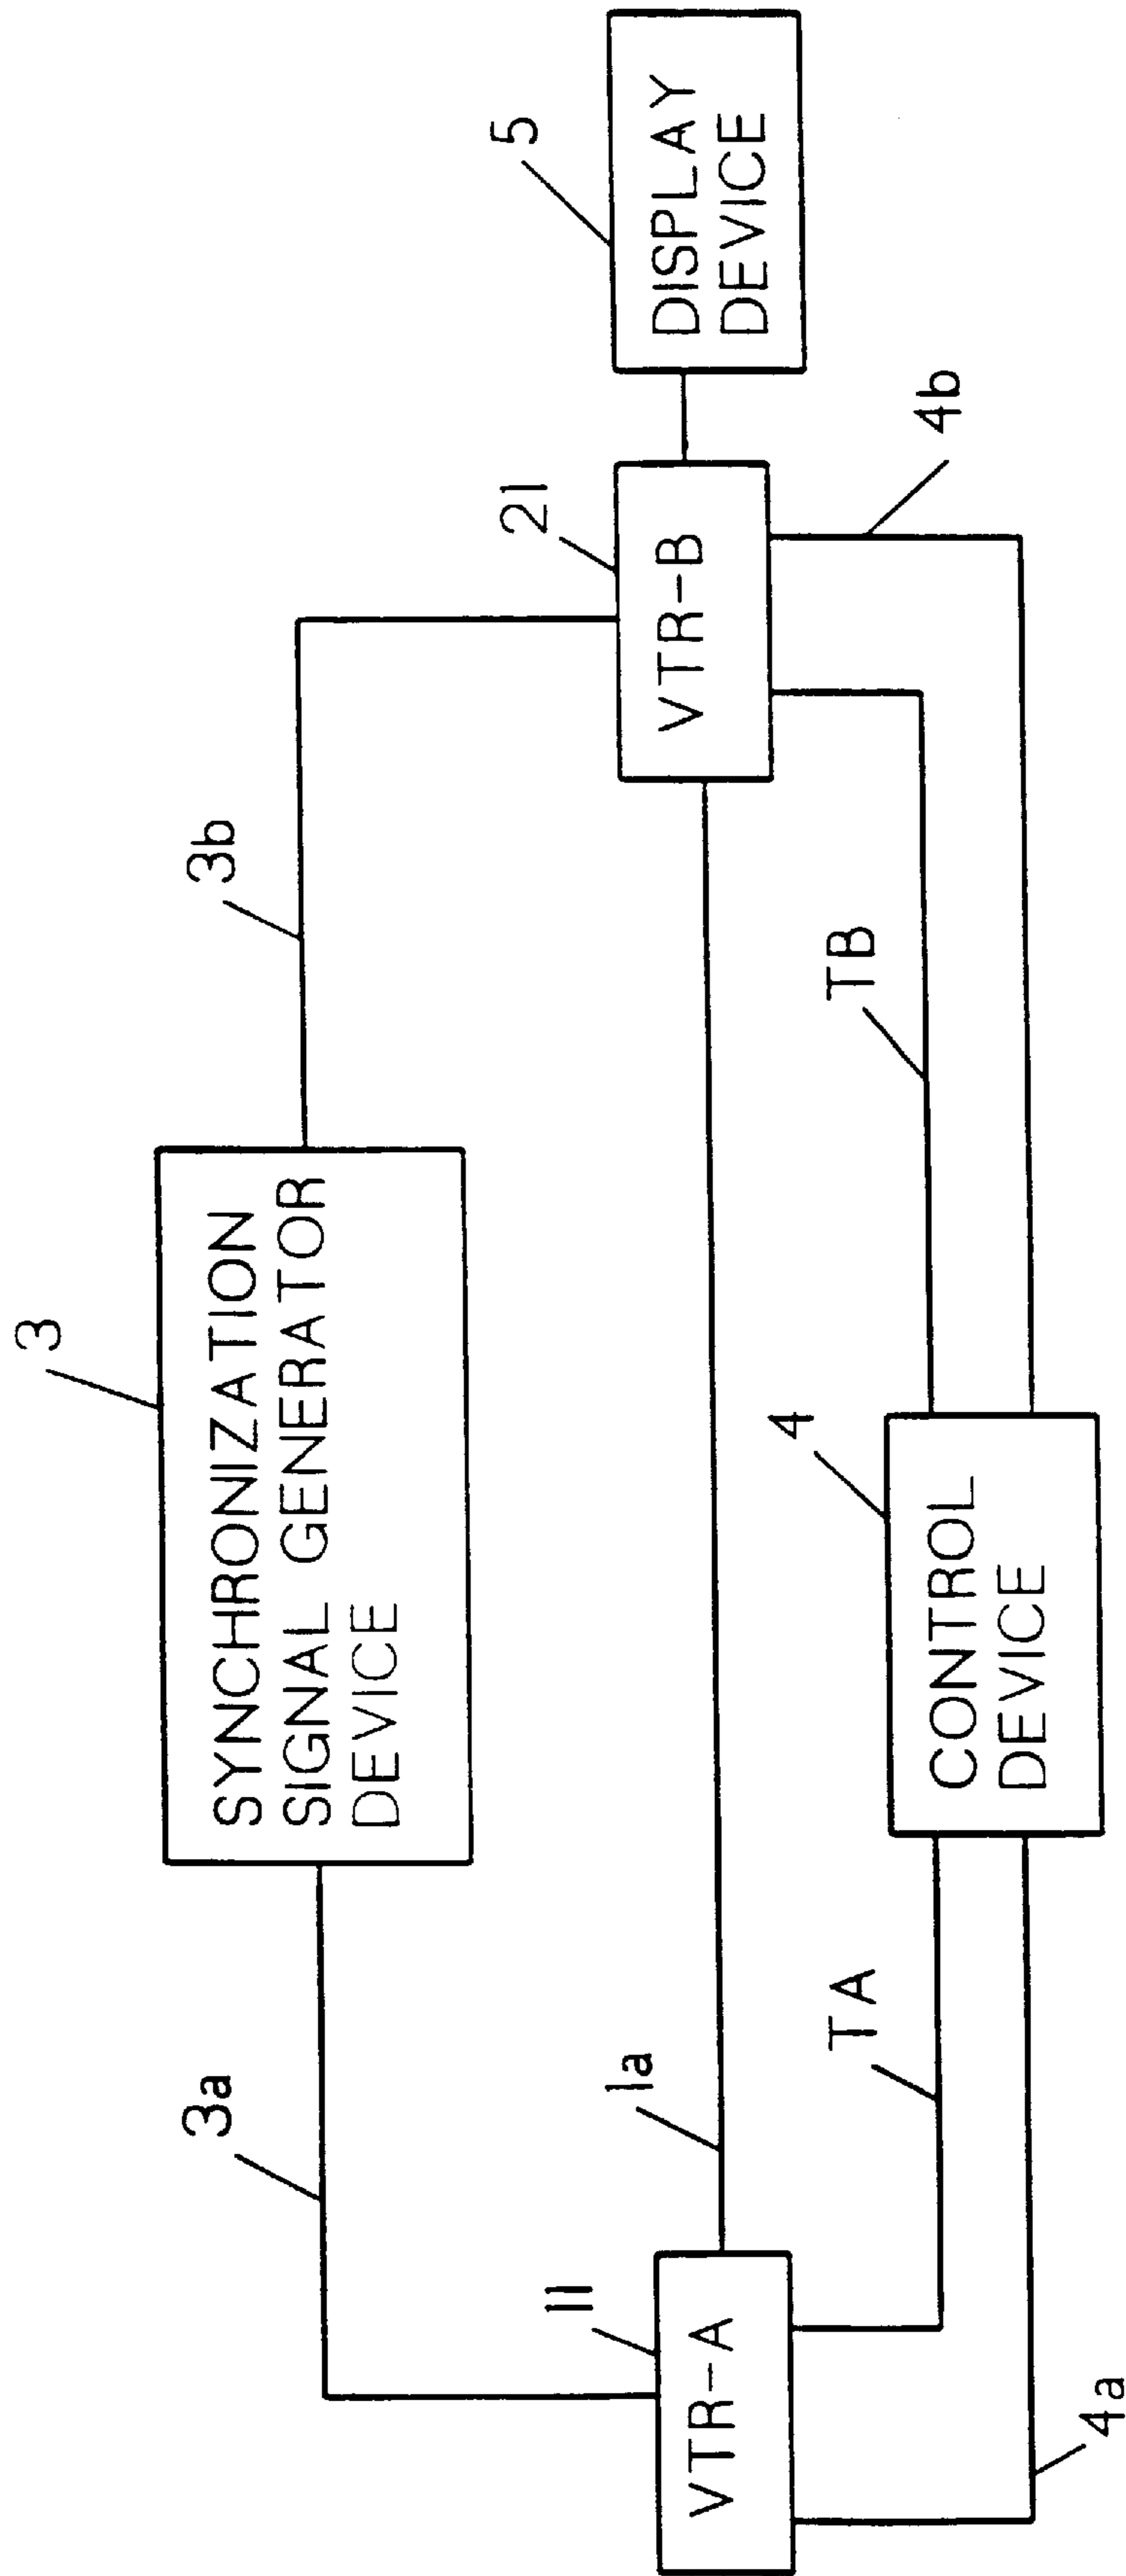 3
SYNCHRONIZATION
SIGNAL GENERATOR
DEVICE
3a
3b
11
VTR-A
1a
21
VTR-B
5
DISPLAY
DEVICE
TA
TB
4
CONTROL
DEVICE
4a
4b